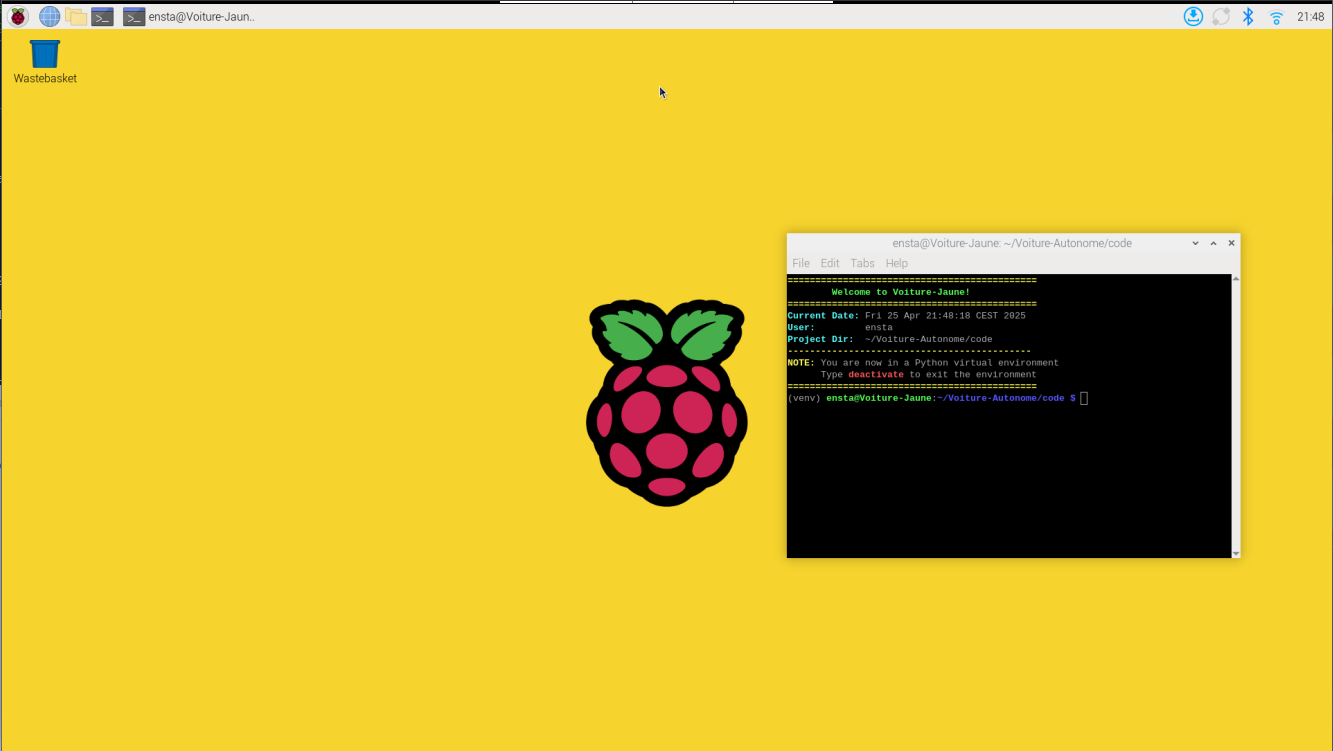 ensta@Voiture-Jaun..
21:48
Wastebasket
ensta@Voiture-Jaune: ~/Voiture-Autonome/code
File Edit Tabs Help
=============================================
Welcome to Voiture-Jaune!
=============================================
Current Date: Fri 25 Apr 21:48:18 CEST 2025
User: ensta
Project Dir: ~/Voiture-Autonome/code
--------------------------------------------
NOTE: You are now in a Python virtual environment
Type deactivate to exit the environment
=============================================
(venv) ensta@Voiture-Jaune:~/Voiture-Autonome/code $